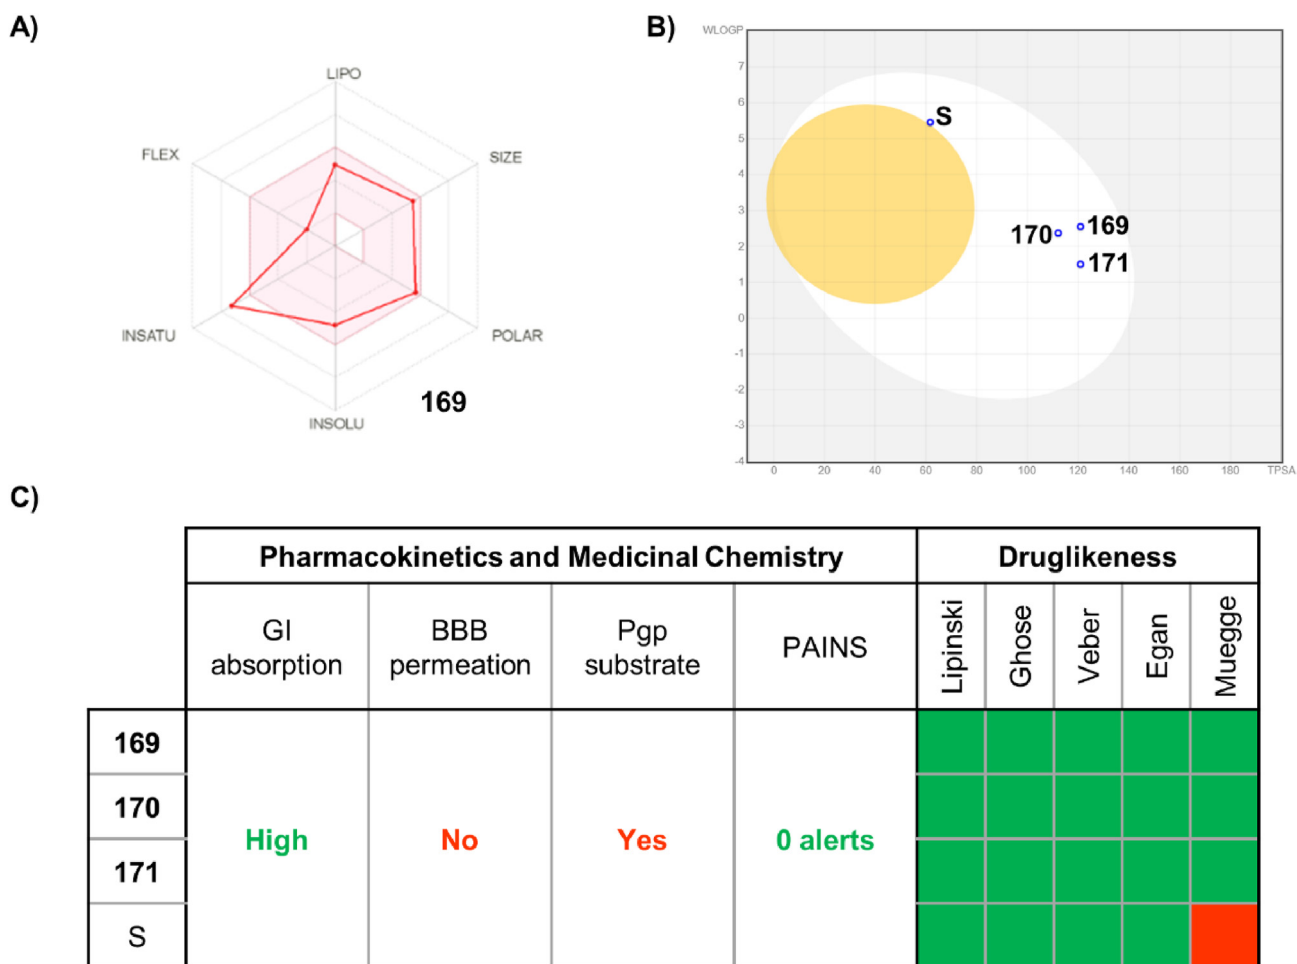 A)
LIPO
FLEX
SIZE
INSATU
POLAR
INSOLU
169
B)
WLOGP
7
6
5
4
3
2
1
0
-1
-2
-3
-4
S
170
169
171
0 20 40 60 80 100 120 140 160 180 TPSA
C)
Pharmacokinetics and Medicinal Chemistry
Druglikeness
GI
absorption
BBB
permeation
Pgp
substrate
PAINS
Lipinski
Ghose
Veber
Egan
Muegge
169
170
171
S
High
No
Yes
0 alerts